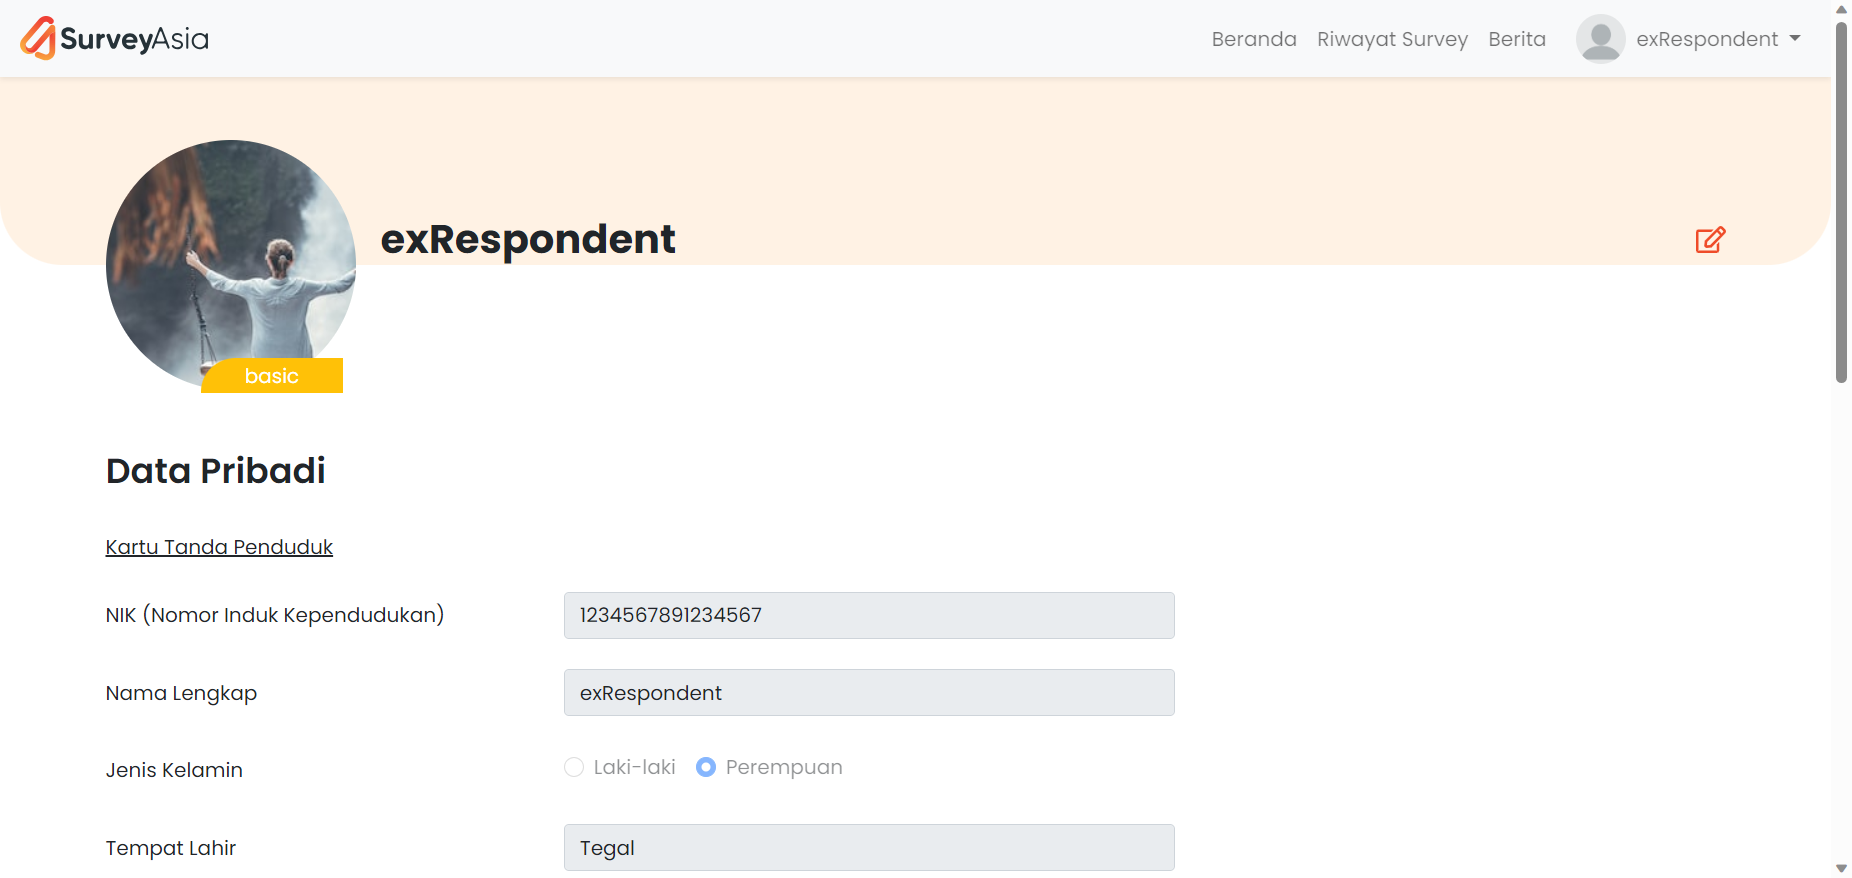 SurveyAsia
Beranda Riwayat Survey Berita exRespondent
exRespondent
basic
Data Pribadi
Kartu Tanda Penduduk
NIK (Nomor Induk Kependudukan) 1234567891234567
Nama Lengkap exRespondent
Jenis Kelamin Laki-laki Perempuan
Tempat Lahir Tegal